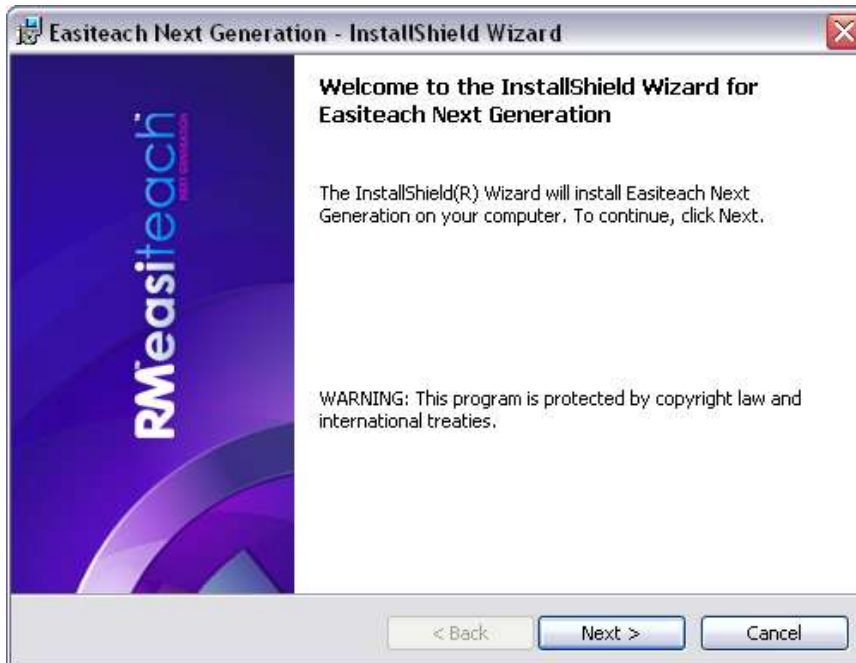 Easiteach Next Generation - InstallShield Wizard
RM easiteach
NEXT GENERATION
Welcome to the InstallShield Wizard for
Easiteach Next Generation
The InstallShield(R) Wizard will install Easiteach Next
Generation on your computer. To continue, click Next.
WARNING: This program is protected by copyright law and
international treaties.
< Back
Next >
Cancel